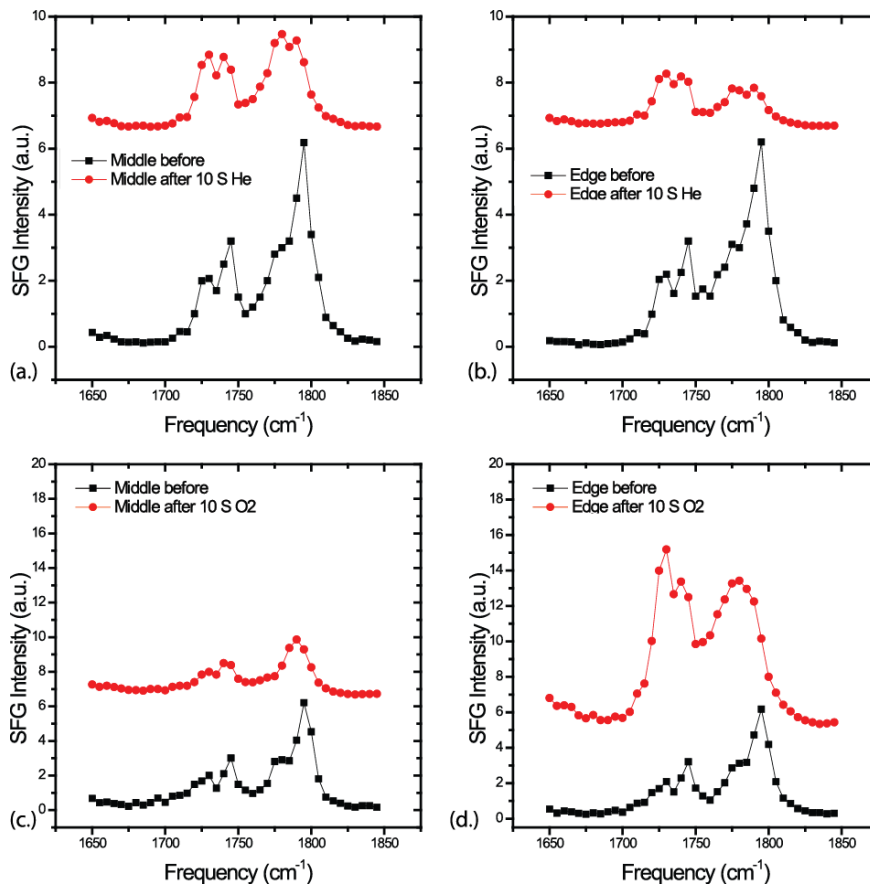 10
8
6
4
2
0
SFG Intensity (a.u.)
Middle before
Middle after 10 S He
1650 1700 1750 1800 1850
Frequency (cm-1)
(a.)
10
8
6
4
2
0
SFG Intensity (a.u.)
Edge before
Edge after 10 S He
1650 1700 1750 1800 1850
Frequency (cm-1)
(b.)
20
18
16
14
12
10
8
6
4
2
0
SFG Intensity (a.u.)
Middle before
Middle after 10 S O2
1650 1700 1750 1800 1850
Frequency (cm-1)
(c.)
20
18
16
14
12
10
8
6
4
2
0
SFG Intensity (a.u.)
Edge before
Edge after 10 S O2
1650 1700 1750 1800 1850
Frequency (cm-1)
(d.)